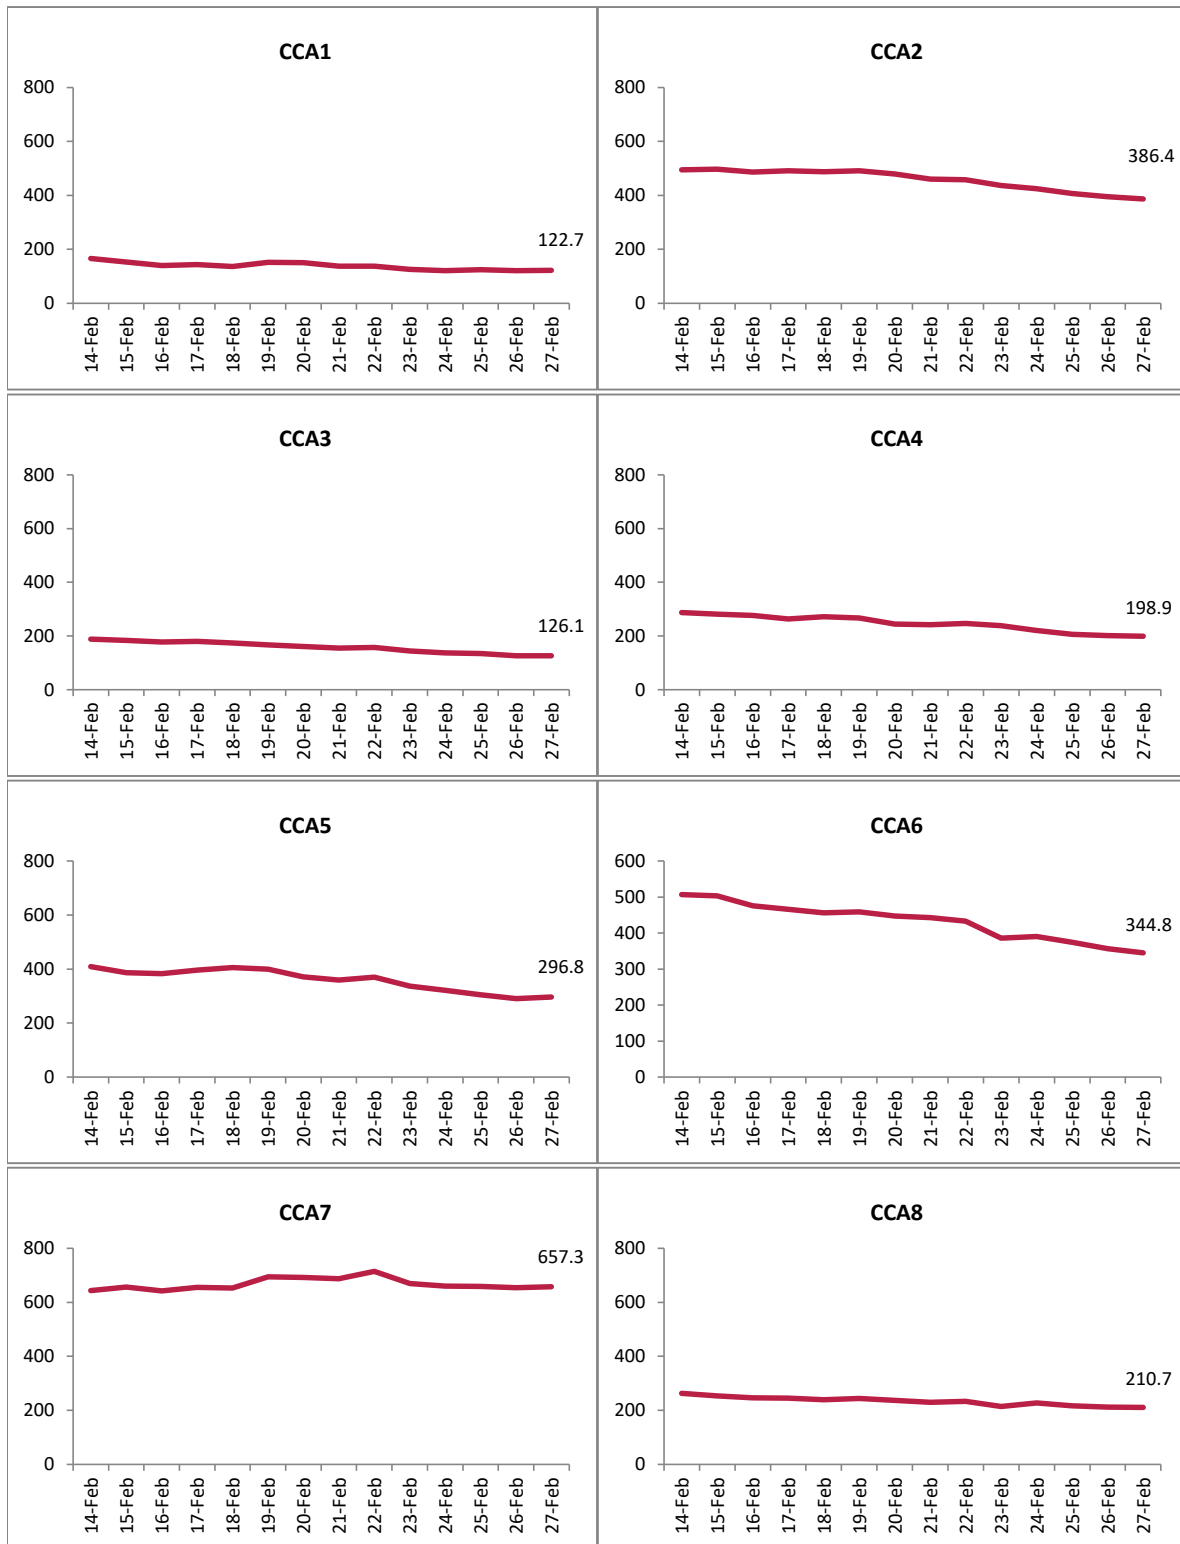 CCA1
800
600
400
200
0
122.7
14-Feb
15-Feb
16-Feb
17-Feb
18-Feb
19-Feb
20-Feb
21-Feb
22-Feb
23-Feb
24-Feb
25-Feb
26-Feb
27-Feb
CCA2
800
600
400
200
0
386.4
14-Feb
15-Feb
16-Feb
17-Feb
18-Feb
19-Feb
20-Feb
21-Feb
22-Feb
23-Feb
24-Feb
25-Feb
26-Feb
27-Feb
CCA3
800
600
400
200
0
126.1
14-Feb
15-Feb
16-Feb
17-Feb
18-Feb
19-Feb
20-Feb
21-Feb
22-Feb
23-Feb
24-Feb
25-Feb
26-Feb
27-Feb
CCA4
800
600
400
200
0
198.9
14-Feb
15-Feb
16-Feb
17-Feb
18-Feb
19-Feb
20-Feb
21-Feb
22-Feb
23-Feb
24-Feb
25-Feb
26-Feb
27-Feb
CCA5
800
600
400
200
0
296.8
14-Feb
15-Feb
16-Feb
17-Feb
18-Feb
19-Feb
20-Feb
21-Feb
22-Feb
23-Feb
24-Feb
25-Feb
26-Feb
27-Feb
CCA6
600
500
400
300
200
100
0
344.8
14-Feb
15-Feb
16-Feb
17-Feb
18-Feb
19-Feb
20-Feb
21-Feb
22-Feb
23-Feb
24-Feb
25-Feb
26-Feb
27-Feb
CCA7
800
600
400
200
0
657.3
14-Feb
15-Feb
16-Feb
17-Feb
18-Feb
19-Feb
20-Feb
21-Feb
22-Feb
23-Feb
24-Feb
25-Feb
26-Feb
27-Feb
CCA8
800
600
400
200
0
210.7
14-Feb
15-Feb
16-Feb
17-Feb
18-Feb
19-Feb
20-Feb
21-Feb
22-Feb
23-Feb
24-Feb
25-Feb
26-Feb
27-Feb